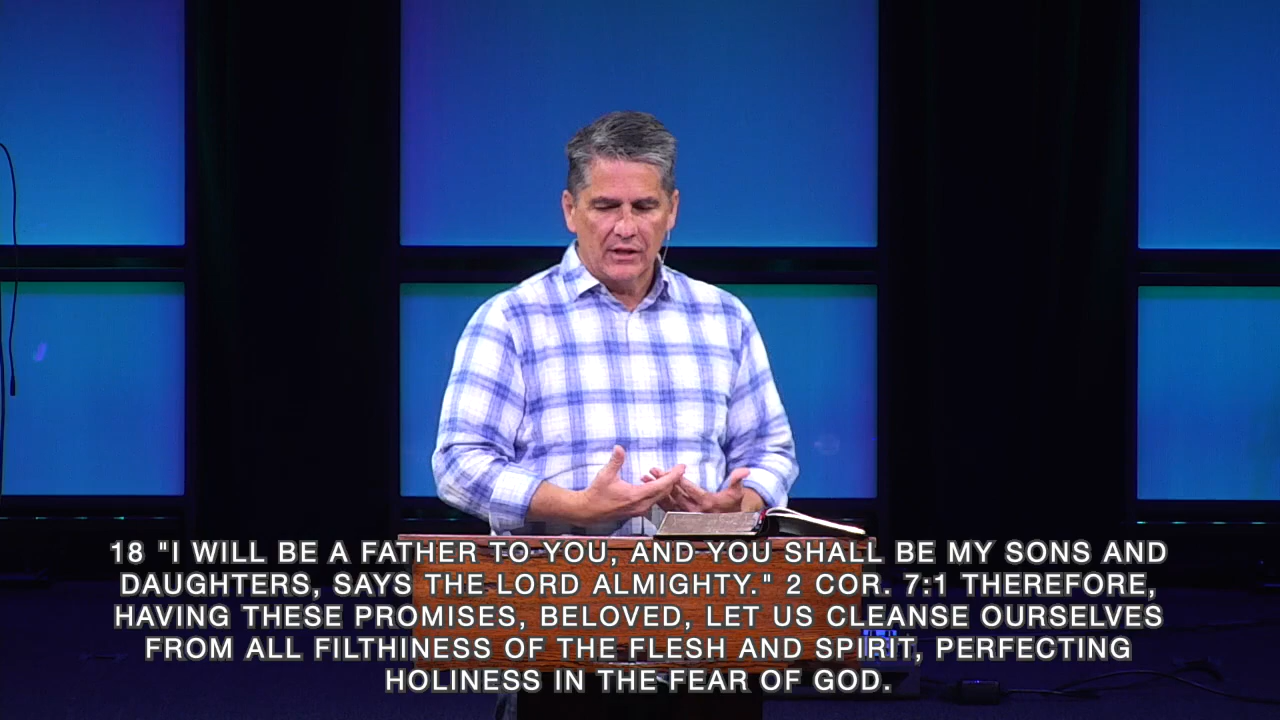 18 "I WILL BE A FATHER TO YOU, AND YOU SHALL BE MY SONS AND
DAUGHTERS, SAYS THE LORD ALMIGHTY." 2 COR. 7:1 THEREFORE,
HAVING THESE PROMISES, BELOVED, LET US CLEANSE OURSELVES
FROM ALL FILTHINESS OF THE FLESH AND SPIRIT, PERFECTING
HOLINESS IN THE FEAR OF GOD.